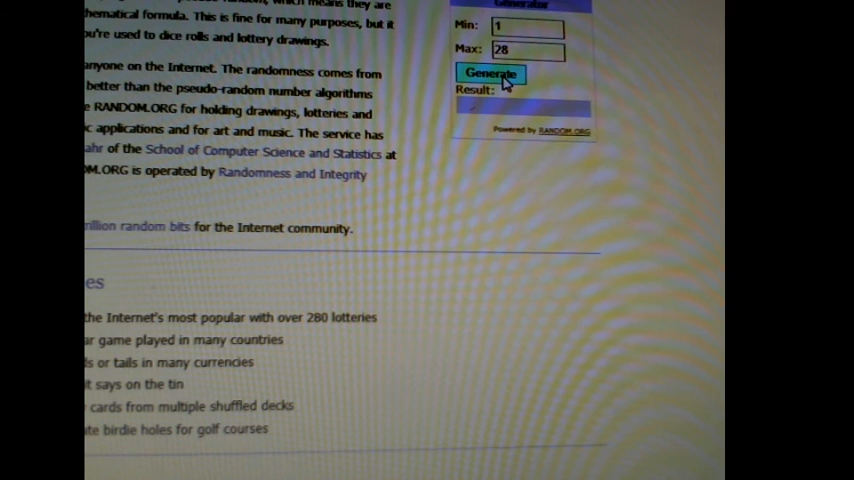 which means they are
hematical formula. This is fine for many purposes, but it
ou're used to dice rolls and lottery drawings.
anyone on the Internet. The randomness comes from
better than the pseudo-random number algorithms
e RANDOM.ORG for holding drawings, lotteries and
c applications and for art and music. The service has
ahr of the School of Computer Science and Statistics at
OM.ORG is operated by Randomness and Integrity
rillion random bits for the Internet community.
Generator
Min: 1
Max: 28
Generate
Result:
Powered by RANDOM.ORG
es
the Internet's most popular with over 280 lotteries
ar game played in many countries
ds or tails in many currencies
it says on the tin
cards from multiple shuffled decks
ate birdie holes for golf courses